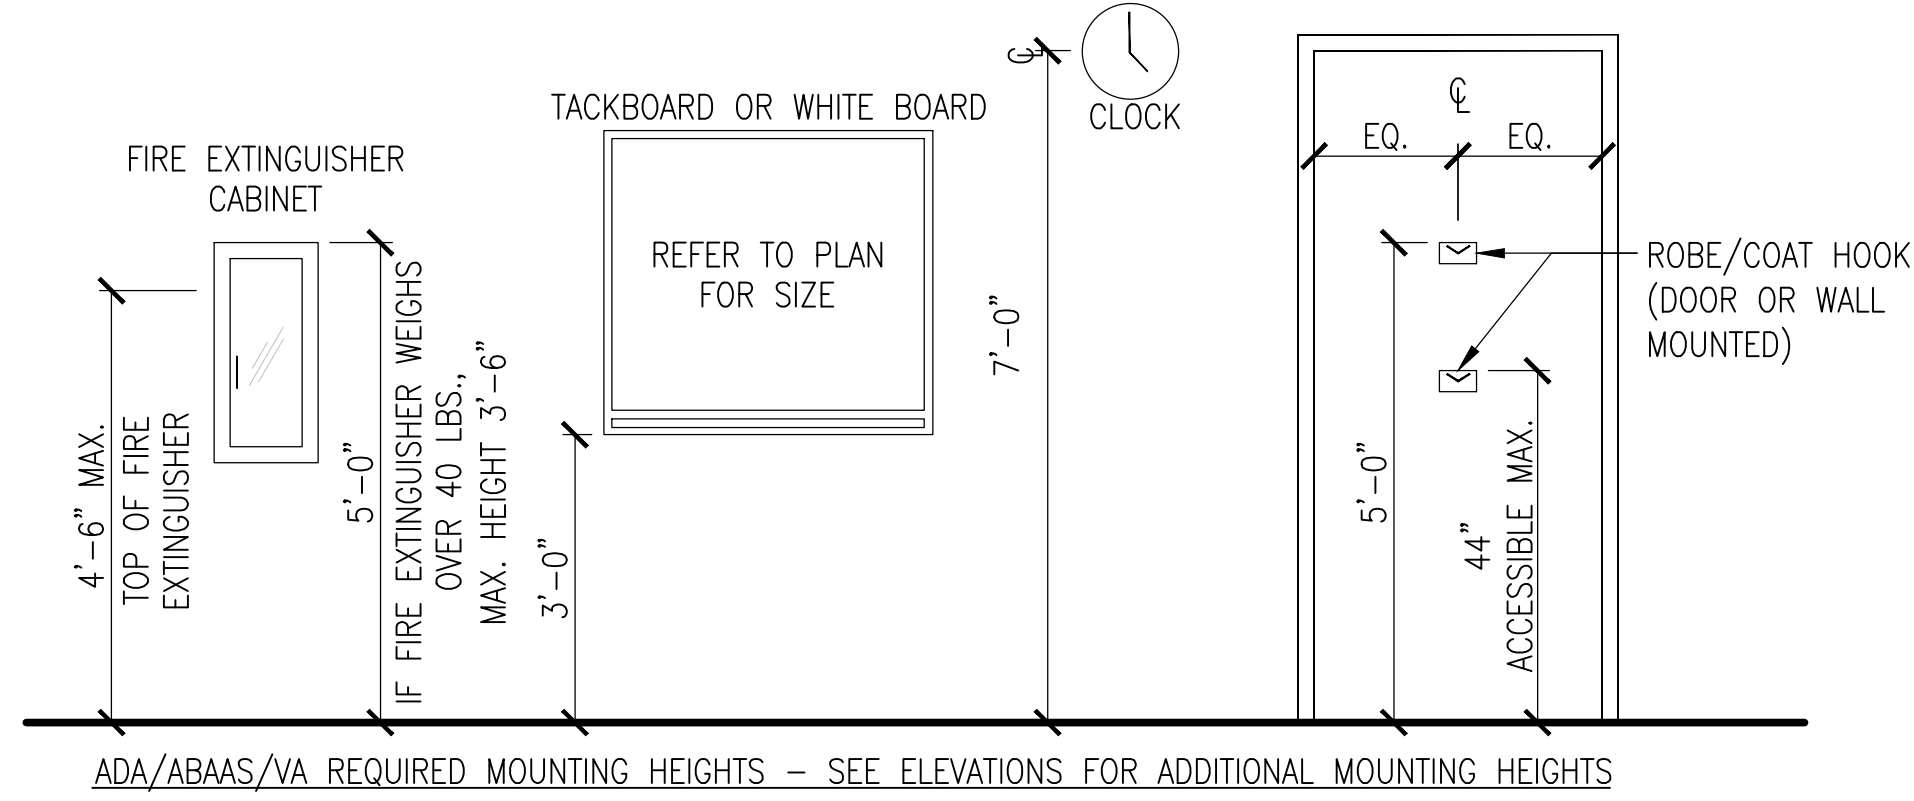 FIRE EXTINGUISHER
CABINET
4'-6" MAX.
TOP OF FIRE
EXTINGUISHER
5'-0"
IF FIRE EXTINGUISHER WEIGHS
OVER 40 LBS.,
MAX. HEIGHT 3'-6"
TACKBOARD OR WHITE BOARD
REFER TO PLAN
FOR SIZE
3'-0"
℄
CLOCK
7'-0"
℄
EQ. EQ.
ROBE/COAT HOOK
(DOOR OR WALL
MOUNTED)
5'-0"
44"
ACCESSIBLE MAX.
ADA/ABAAS/VA REQUIRED MOUNTING HEIGHTS – SEE ELEVATIONS FOR ADDITIONAL MOUNTING HEIGHTS